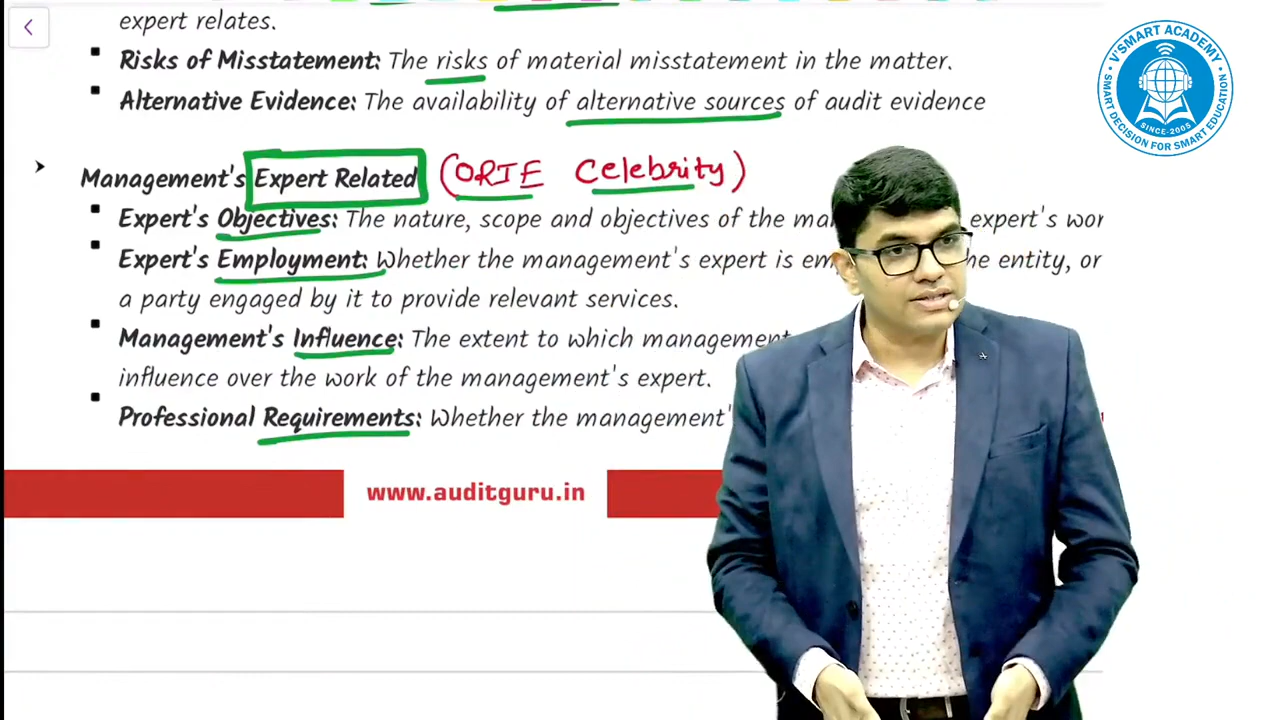 expert relates.
Risks of Misstatement: The risks of material misstatement in the matter.
Alternative Evidence: The availability of alternative sources of audit evidence
Management's Expert Related (ORIE Celebrity)
Expert's Objectives: The nature, scope and objectives of the expert's
Expert's Employment: Whether the management's expert is entity, or
a party engaged by it to provide relevant services.
Management's Influence: The extent to which management
influence over the work of the management's expert.
Professional Requirements: Whether the management's
www.auditguru.in
V'SMART ACADEMY
SMART DECISION FOR SMART EDUCATION
SINCE-2005